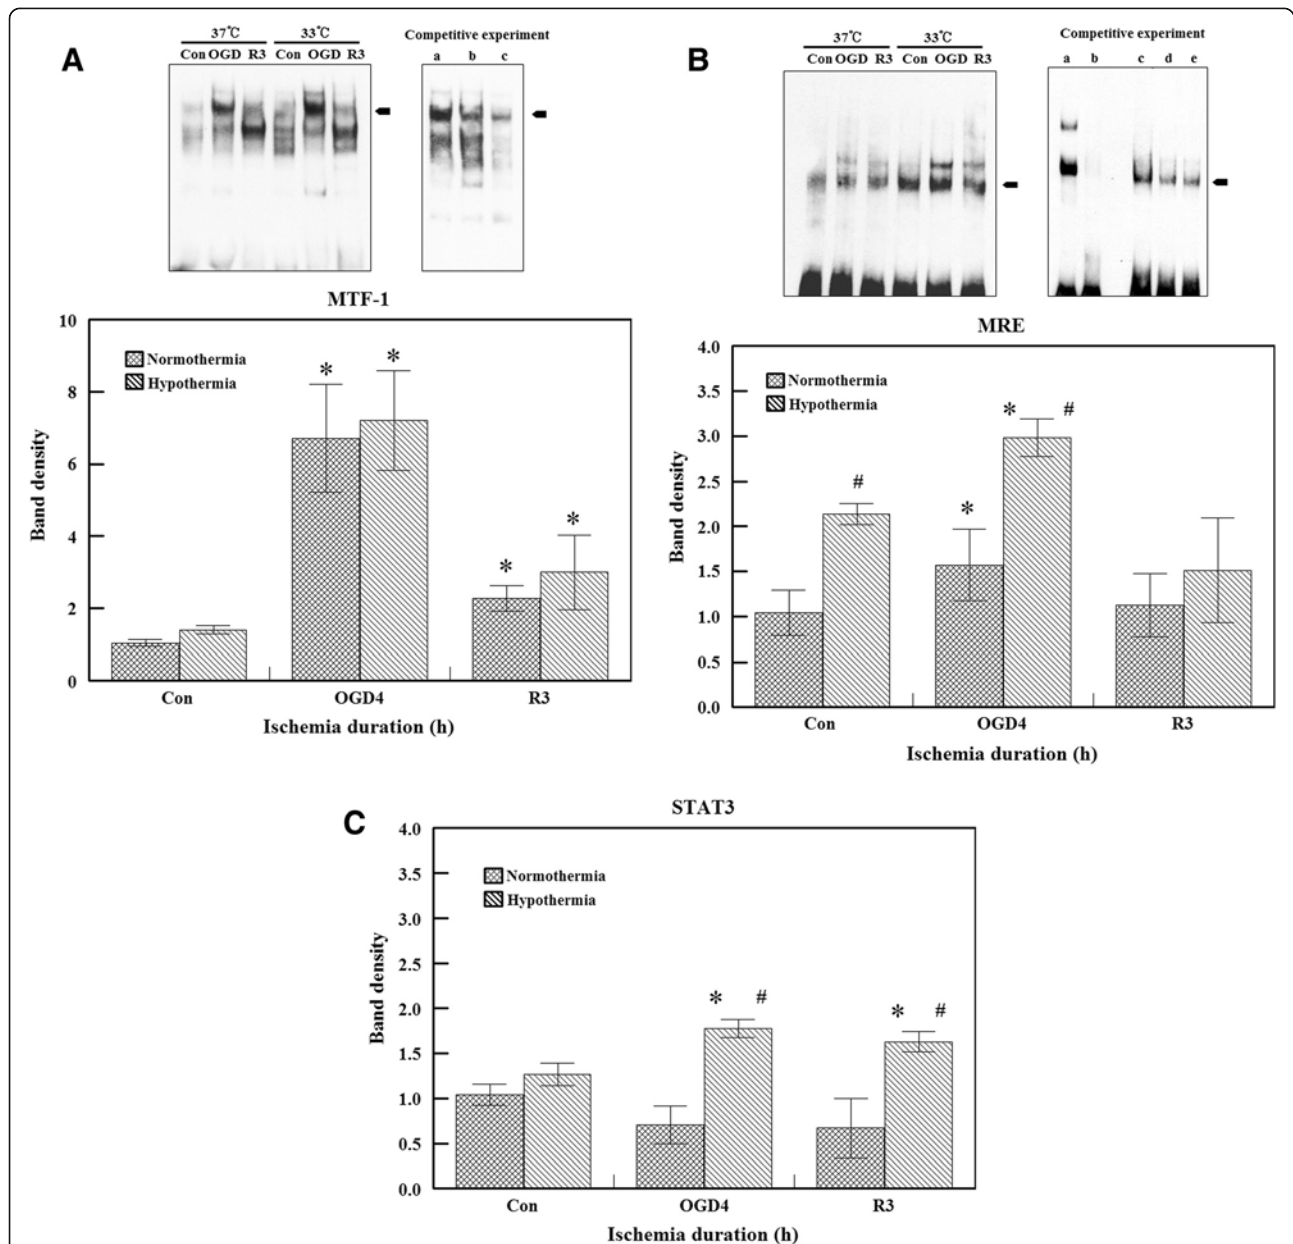 A
37℃ 33℃
Con OGD R3 Con OGD R3
Competitive experiment
a b c
MTF-1
10
8
6
4
2
0
Band density
Normothermia
Hypothermia
* *
* *
Con OGD4 R3
Ischemia duration (h)
B
37℃ 33℃
Con OGD R3 Con OGD R3
Competitive experiment
a b c d e
MRE
4.0
3.5
3.0
2.5
2.0
1.5
1.0
0.5
0.0
Band density
Normothermia
Hypothermia
#
* * #
Con OGD4 R3
Ischemia duration (h)
C
STAT3
4.0
3.5
3.0
2.5
2.0
1.5
1.0
0.5
0.0
Band density
Normothermia
Hypothermia
* #
* #
Con OGD4 R3
Ischemia duration (h)